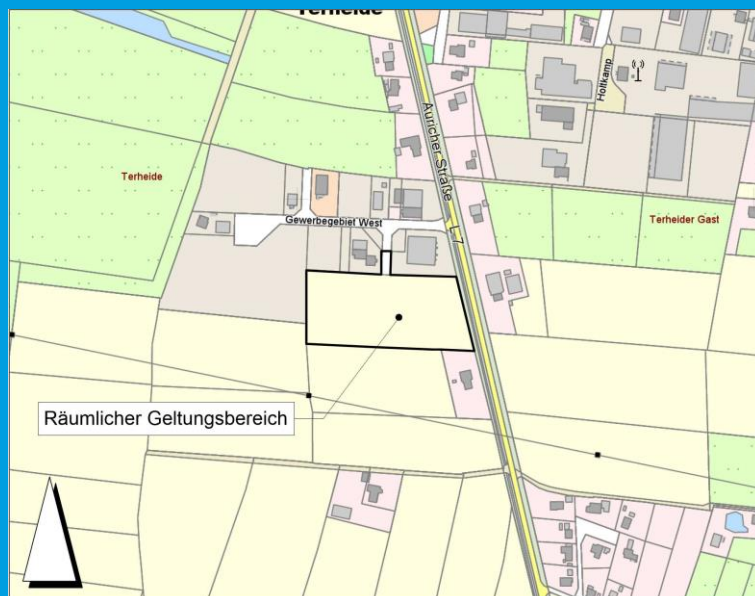 Terheide
Holtkamp
Auricher Straße
Terheide
Gewerbegebiet West
Terheider Gast
L 7
Räumlicher Geltungsbereich